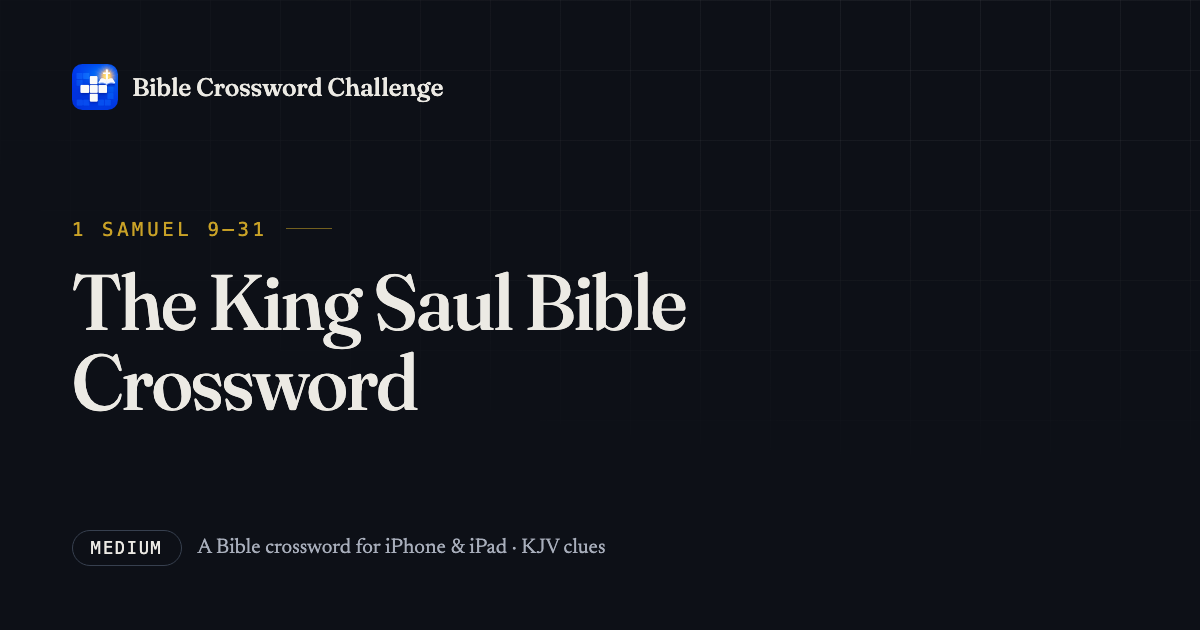 Bible Crossword Challenge
1 SAMUEL 9–31
The King Saul Bible
Crossword
MEDIUM
A Bible crossword for iPhone & iPad · KJV clues